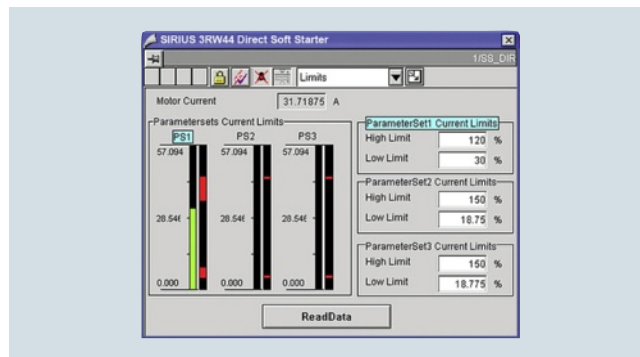 SIRIUS 3RW44 Direct Soft Starter
1/SS_DIR
Limits
Motor Current 31.71875 A
Parametersets Current Limits
PS1 PS2 PS3
57.094 57.094 57.094
28.546 28.546 28.546
0.000 0.000 0.000
ParameterSet1 Current Limits
High Limit 120 %
Low Limit 30 %
ParameterSet2 Current Limits
High Limit 150 %
Low Limit 18.75 %
ParameterSet3 Current Limits
High Limit 150 %
Low Limit 18.775 %
ReadData